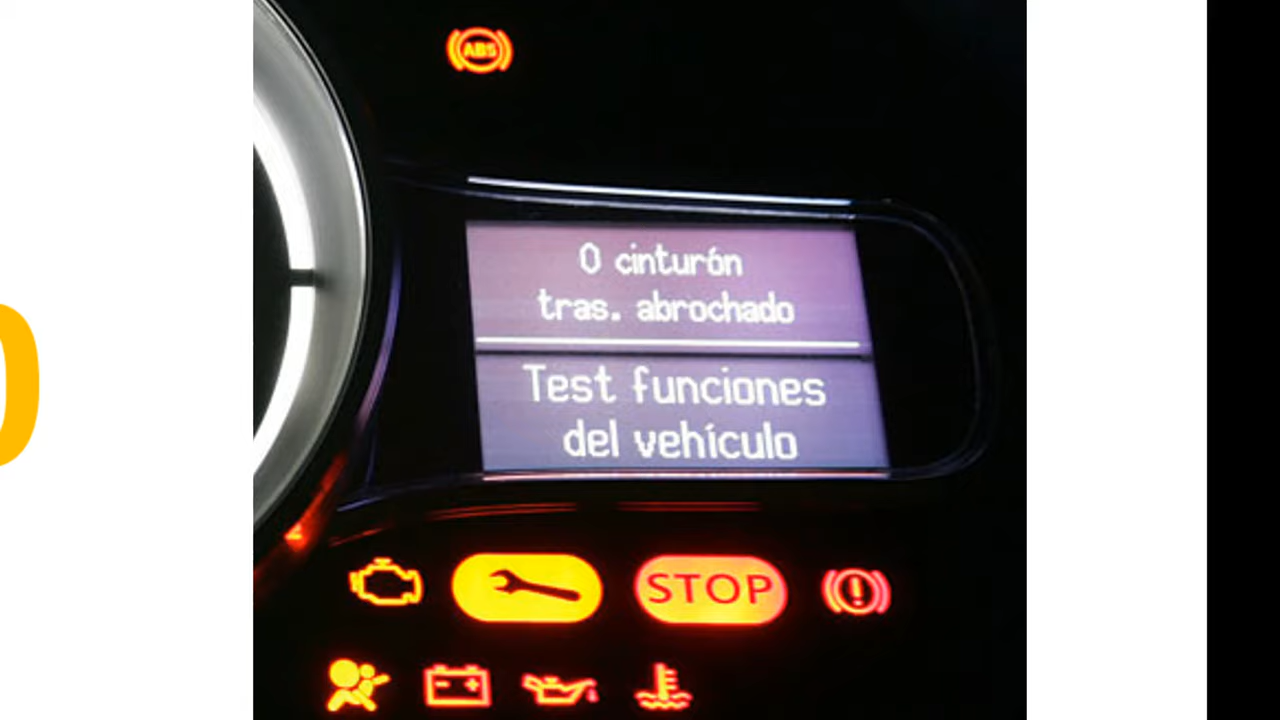 ABS
0 cinturón
tras. abrochado
Test funciones
del vehículo
STOP